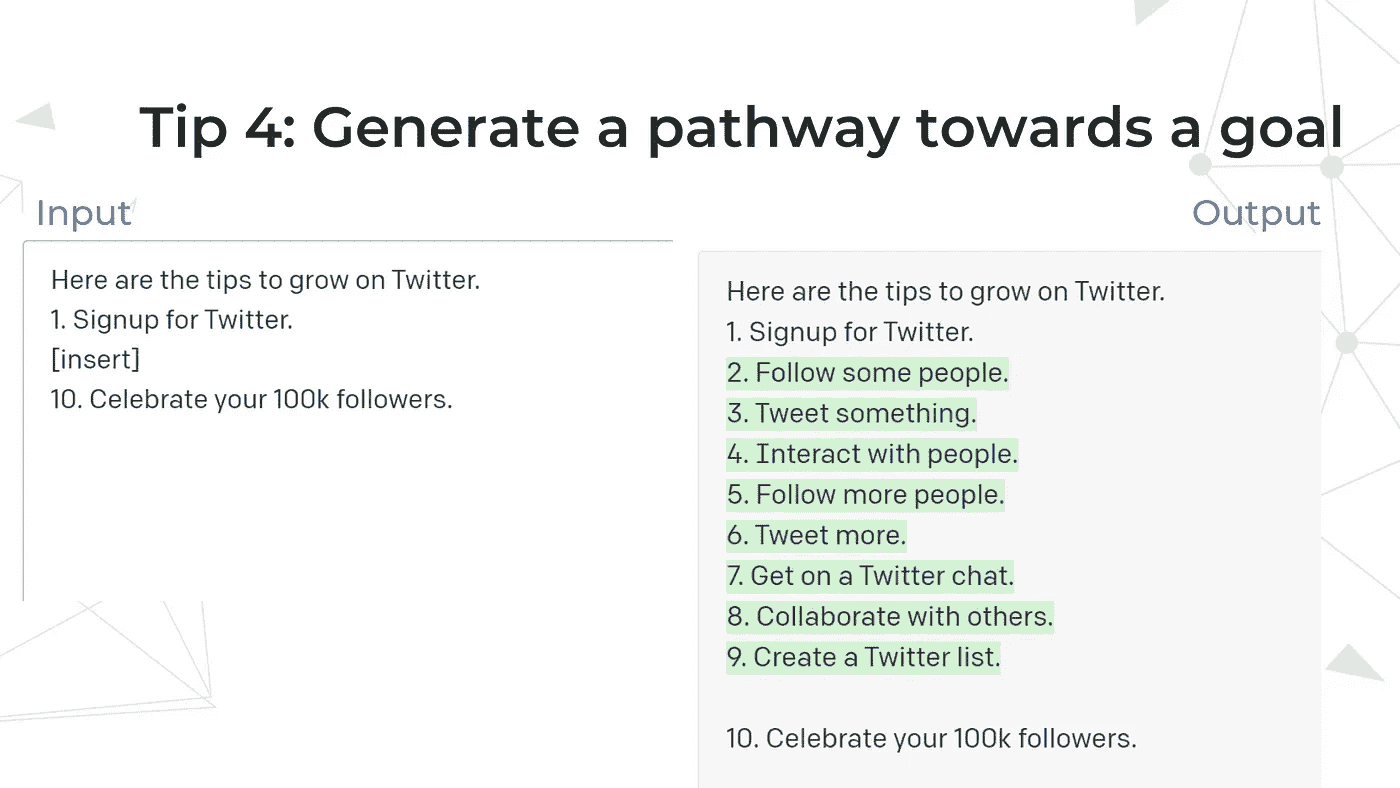 Tip 4: Generate a pathway towards a goal
Input
Here are the tips to grow on Twitter.
1. Signup for Twitter.
[insert]
10. Celebrate your 100k followers.
Output
Here are the tips to grow on Twitter.
1. Signup for Twitter.
2. Follow some people.
3. Tweet something.
4. Interact with people.
5. Follow more people.
6. Tweet more.
7. Get on a Twitter chat.
8. Collaborate with others.
9. Create a Twitter list.
10. Celebrate your 100k followers.